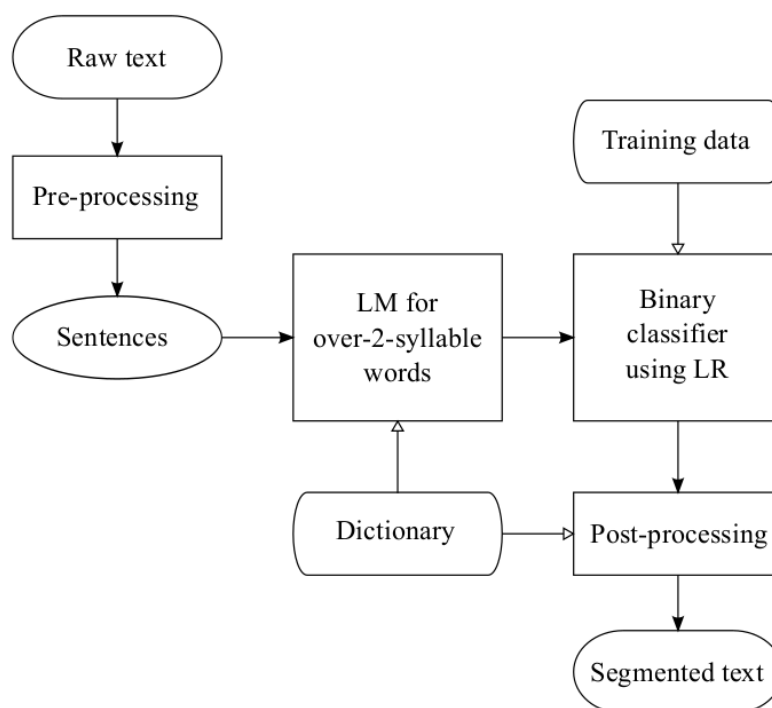 Raw text
Pre-processing
Sentences
LM for
over-2-syllable
words
Dictionary
Training data
Binary
classifier
using LR
Post-processing
Segmented text